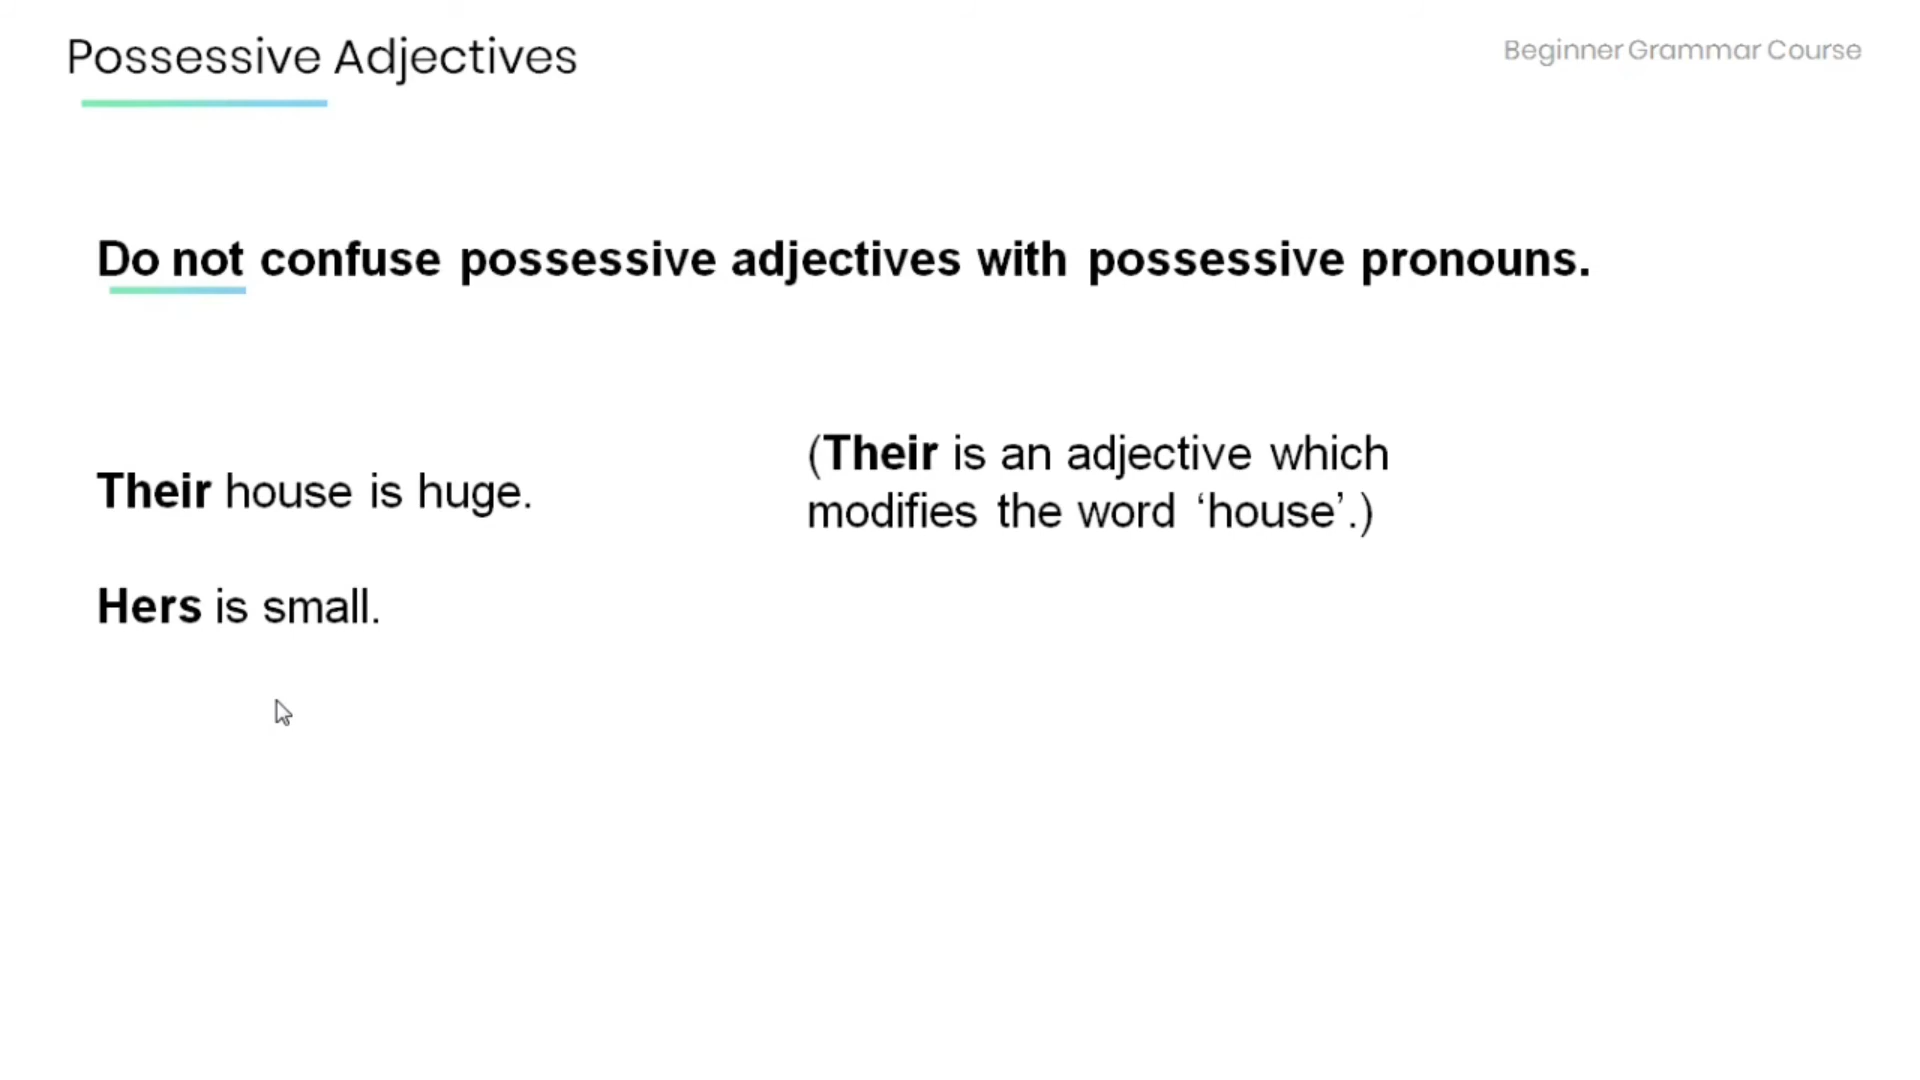 Possessive Adjectives
Beginner Grammar Course
Do not confuse possessive adjectives with possessive pronouns.
Their house is huge.
(Their is an adjective which
modifies the word ‘house’.)
Hers is small.